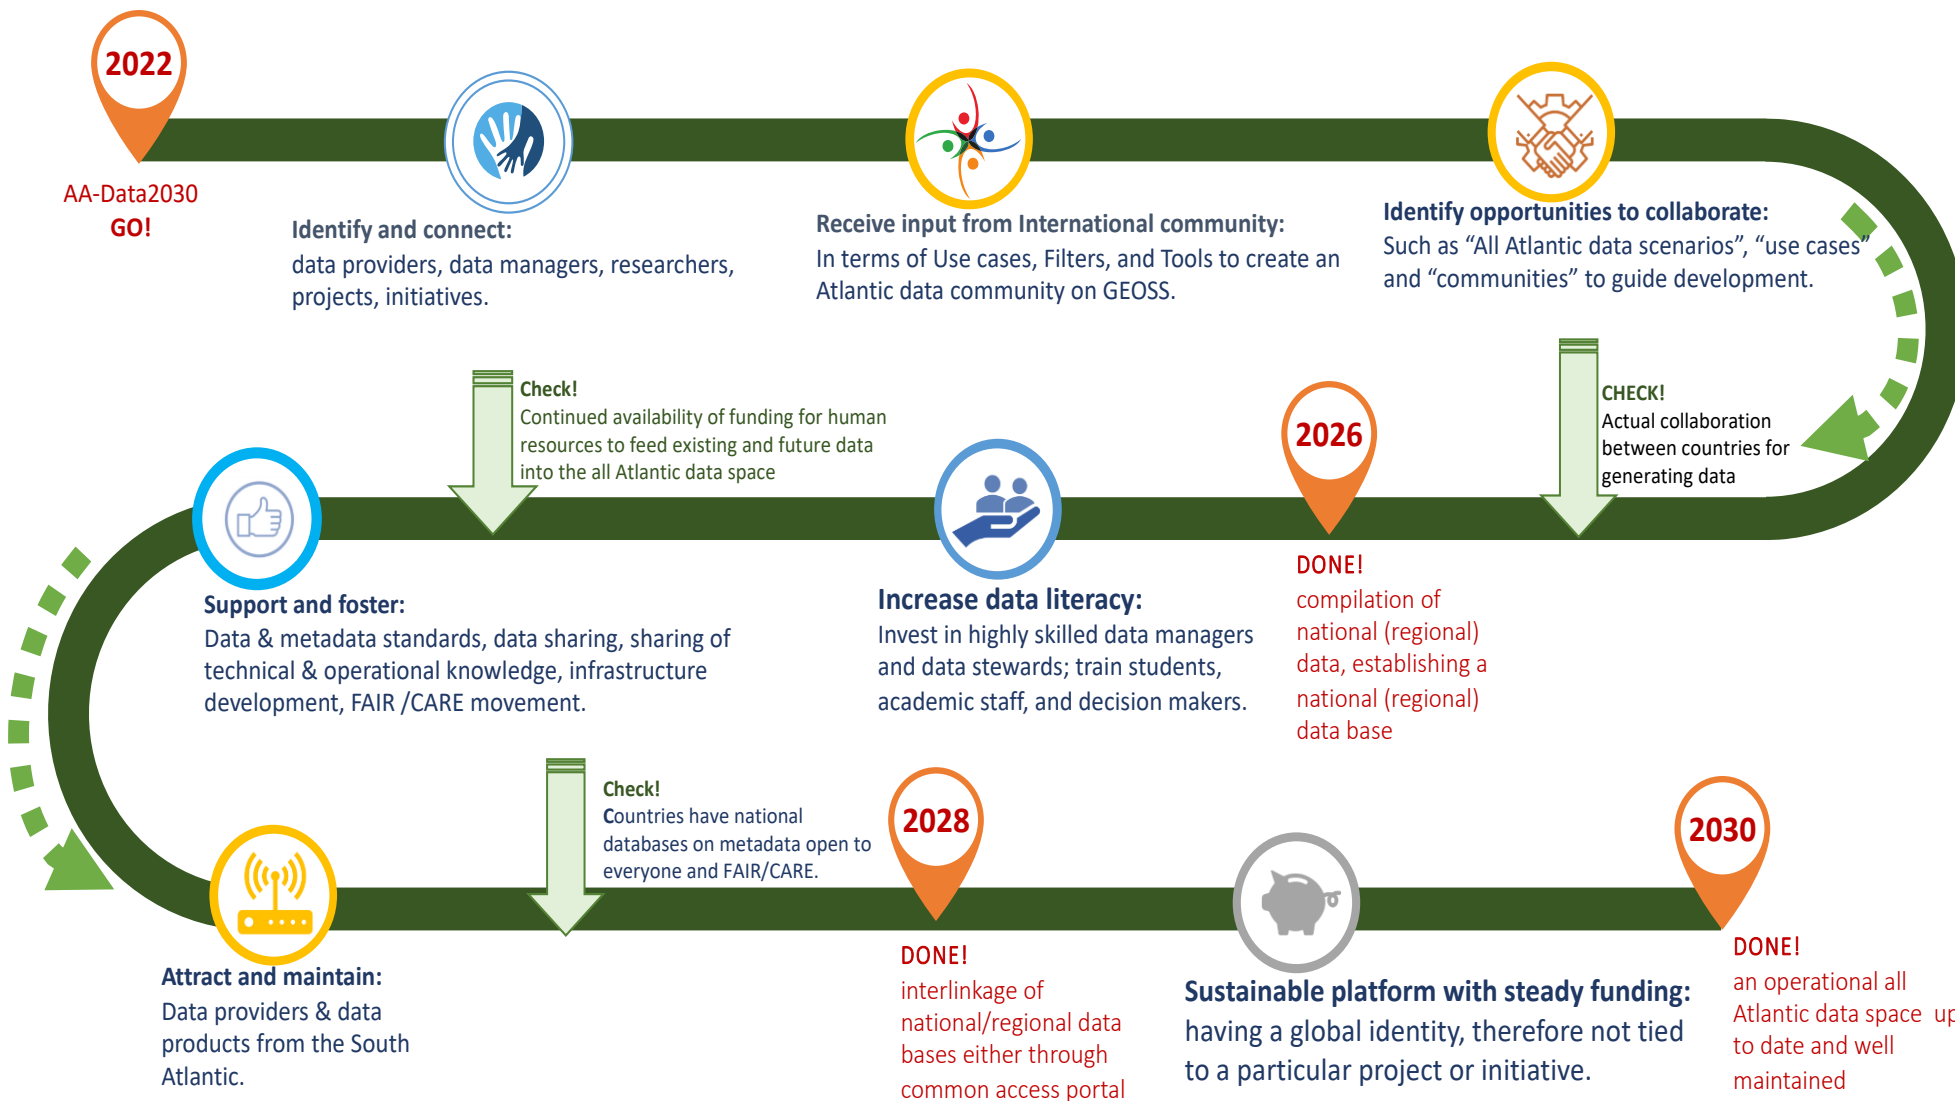 2022
AA-Data2030
GO!
Identify and connect:
data providers, data managers, researchers,
projects, initiatives.
Receive input from International community:
In terms of Use cases, Filters, and Tools to create an
Atlantic data community on GEOSS.
Identify opportunities to collaborate:
Such as “All Atlantic data scenarios”, “use cases”
and “communities” to guide development.
CHECK!
Actual collaboration
between countries for
generating data
2026
DONE!
compilation of
national (regional)
data, establishing a
national (regional)
data base
Increase data literacy:
Invest in highly skilled data managers
and data stewards; train students,
academic staff, and decision makers.
Check!
Continued availability of funding for human
resources to feed existing and future data
into the all Atlantic data space
Support and foster:
Data & metadata standards, data sharing, sharing of
technical & operational knowledge, infrastructure
development, FAIR /CARE movement.
Attract and maintain:
Data providers & data
products from the South
Atlantic.
Check!
Countries have national
databases on metadata open to
everyone and FAIR/CARE.
2028
DONE!
interlinkage of
national/regional data
bases either through
common access portal
Sustainable platform with steady funding:
having a global identity, therefore not tied
to a particular project or initiative.
2030
DONE!
an operational all
Atlantic data space up
to date and well
maintained